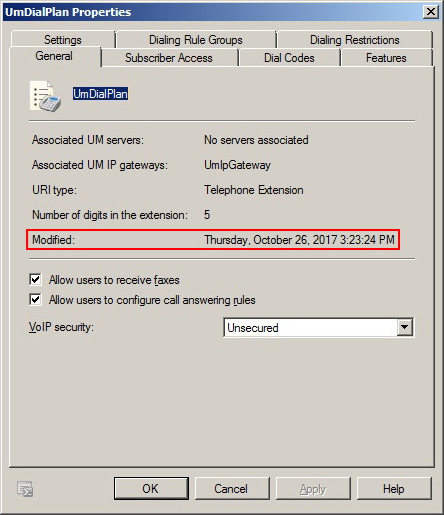 UmDialPlan Properties
Settings Dialing Rule Groups Dialing Restrictions
General Subscriber Access Dial Codes Features
UmDialPlan
Associated UM servers: No servers associated
Associated UM IP gateways: UmIpGateway
URI type: Telephone Extension
Number of digits in the extension: 5
Modified: Thursday, October 26, 2017 3:23:24 PM
Allow users to receive faxes
Allow users to configure call answering rules
VoIP security: Unsecured
OK Cancel Apply Help